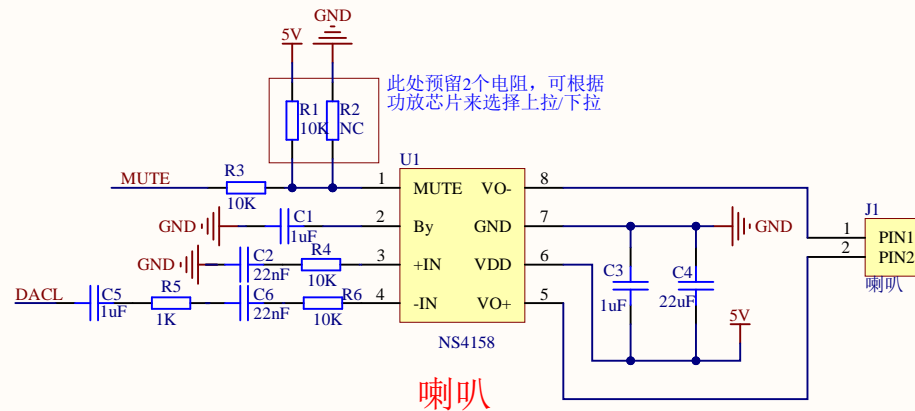 GND
5V
此处预留2个电阻，可根据
功放芯片来选择上拉/下拉
R1
10K
R2
NC
U1
MUTE
R3
10K
1
MUTE
VO-
8
GND
C1
1uF
2
By
GND
7
GND
J1
1
PIN1
2
PIN2
喇叭
GND
C2
22nF
R4
10K
3
+IN
VDD
6
C3
1uF
C4
22uF
DACL
C5
1uF
R5
1K
C6
22nF
R6
10K
4
-IN
VO+
5
5V
NS4158
喇叭